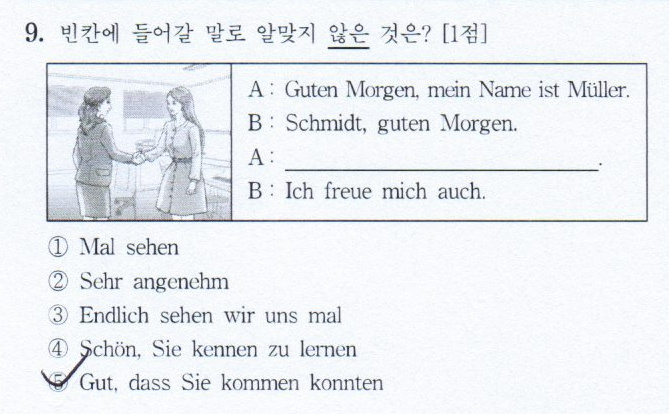 9. 빈칸에 들어갈 말로 알맞지 않은 것은? [1점]
A : Guten Morgen, mein Name ist Müller.
B : Schmidt, guten Morgen.
A : ______________________________.
B : Ich freue mich auch.
① Mal sehen
② Sehr angenehm
③ Endlich sehen wir uns mal
④ Schön, Sie kennen zu lernen
⑤ Gut, dass Sie kommen konnten